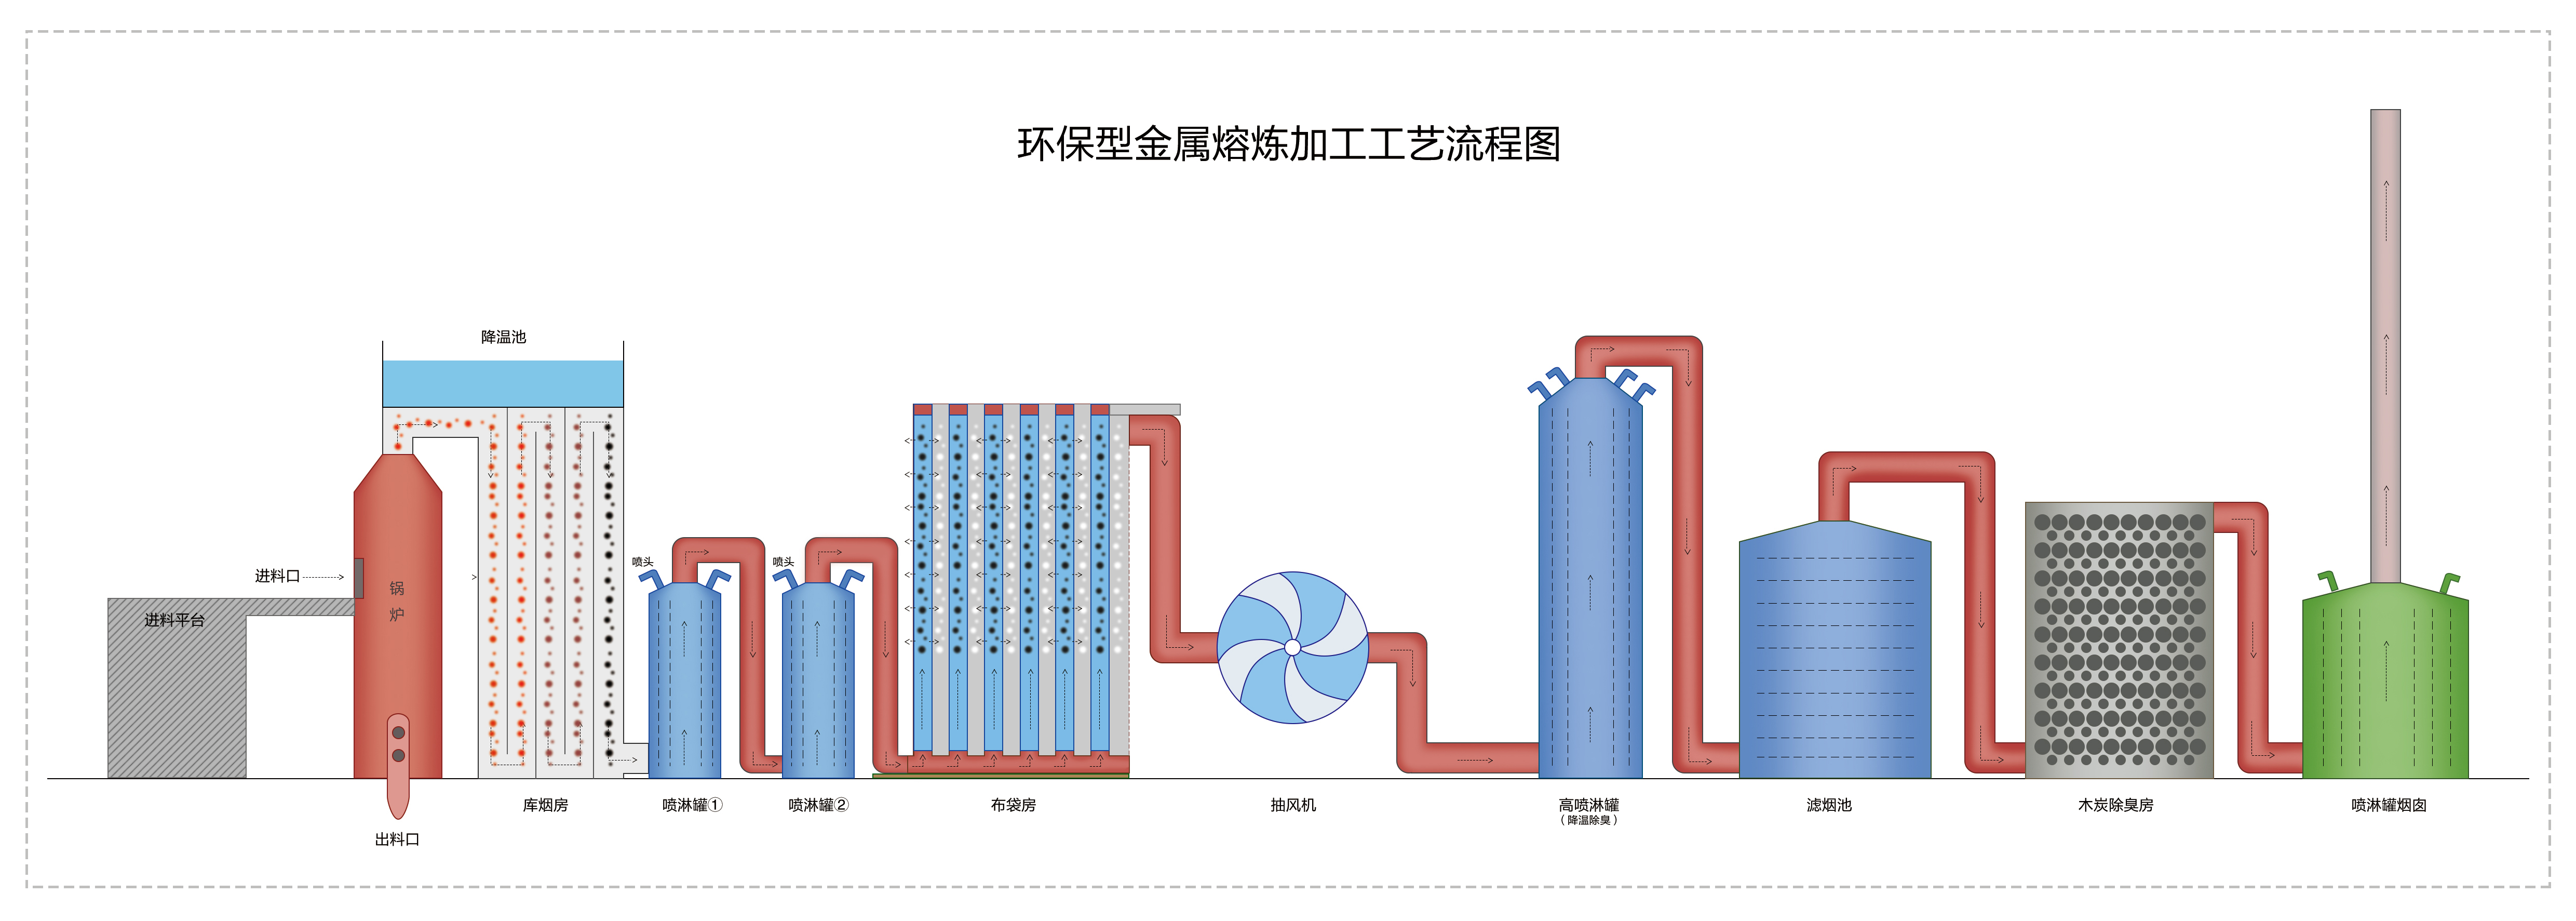 环保型金属熔炼加工工艺流程图
降温池
喷头
喷头
进料口
进料平台
锅
炉
库烟房
喷淋罐①
喷淋罐②
布袋房
抽风机
高喷淋罐
（降温除臭）
滤烟池
木炭除臭房
喷淋罐烟囱
出料口